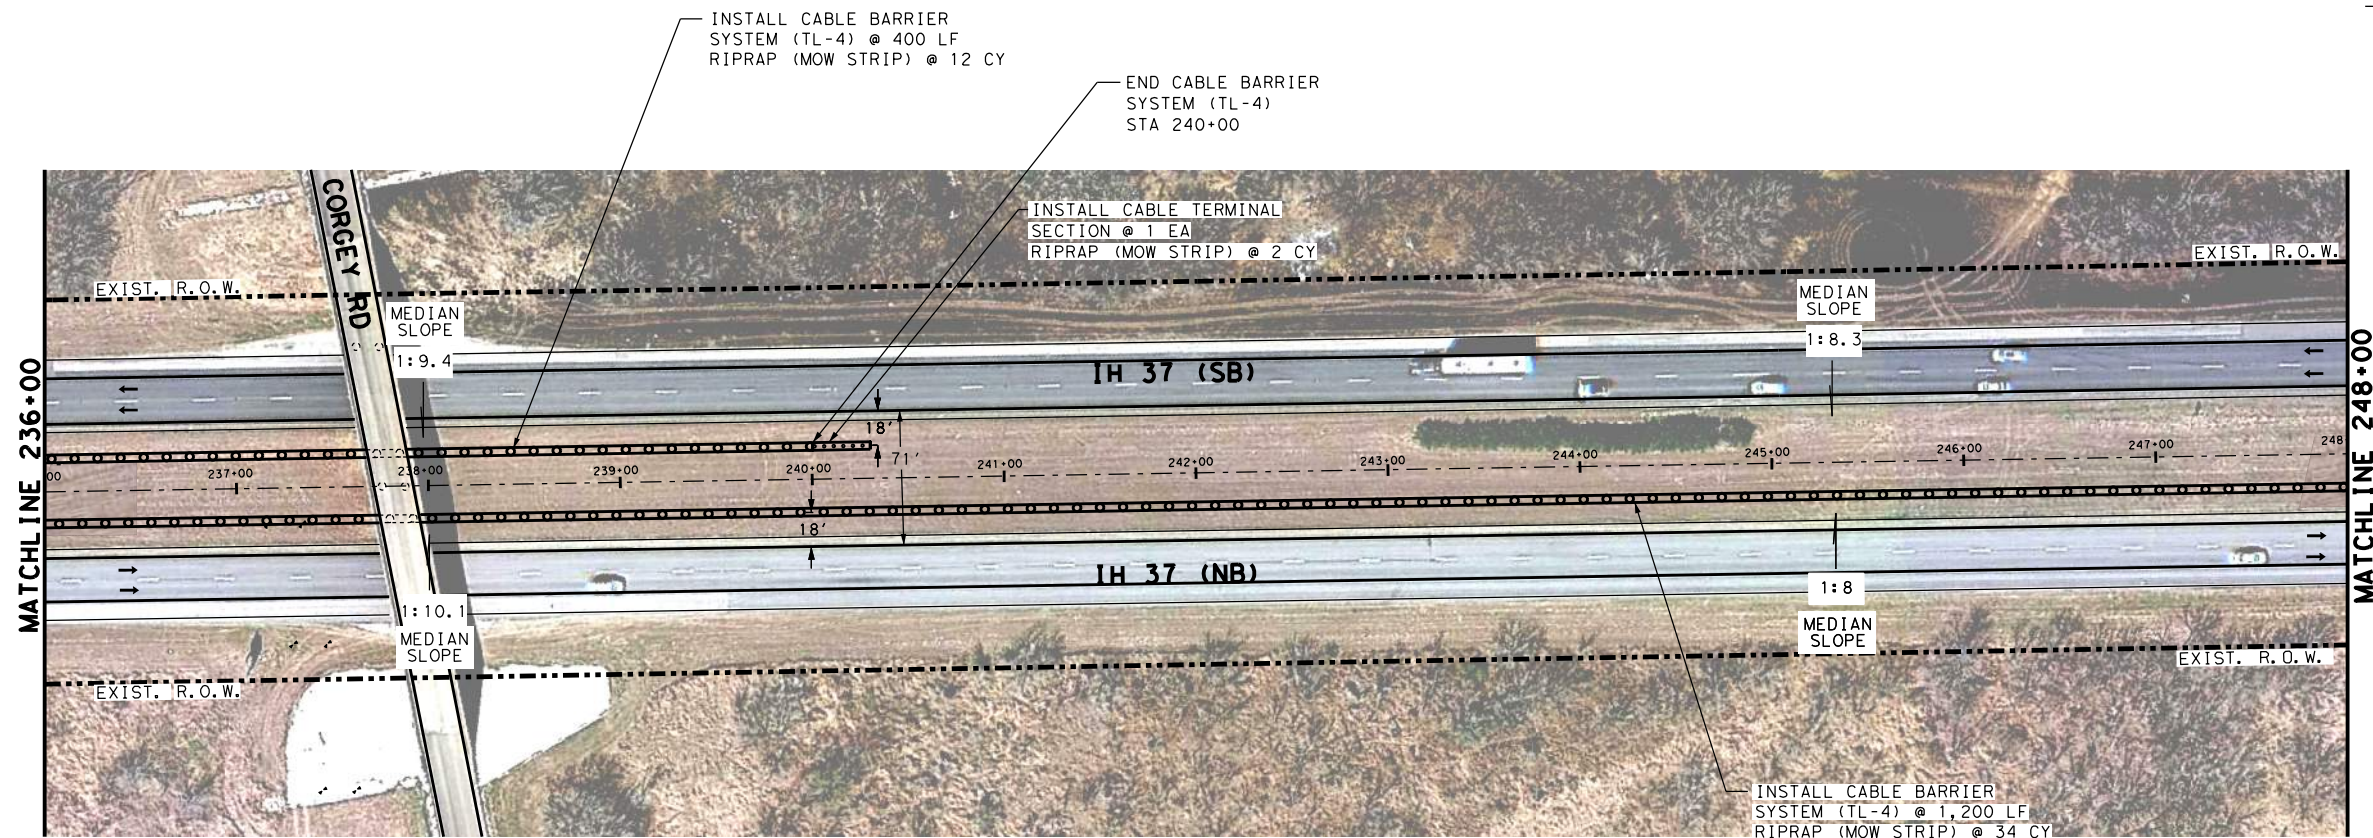 INSTALL CABLE BARRIER
SYSTEM (TL-4) @ 400 LF
RIPRAP (MOW STRIP) @ 12 CY
END CABLE BARRIER
SYSTEM (TL-4)
STA 240+00
INSTALL CABLE TERMINAL
SECTION @ 1 EA
RIPRAP (MOW STRIP) @ 2 CY
CORGEY RD
EXIST. R.O.W.
EXIST. R.O.W.
MEDIAN
SLOPE
1:9.4
MEDIAN
SLOPE
1:8.3
IH 37 (SB)
MATCHLINE 236+00
MATCHLINE 248+00
18'
71'
18'
00
237+00
238+00
239+00
240+00
241+00
242+00
243+00
244+00
245+00
246+00
247+00
248
IH 37 (NB)
1:10.1
MEDIAN
SLOPE
1:8
MEDIAN
SLOPE
EXIST. R.O.W.
EXIST. R.O.W.
INSTALL CABLE BARRIER
SYSTEM (TL-4) @ 1,200 LF
RIPRAP (MOW STRIP) @ 34 CY